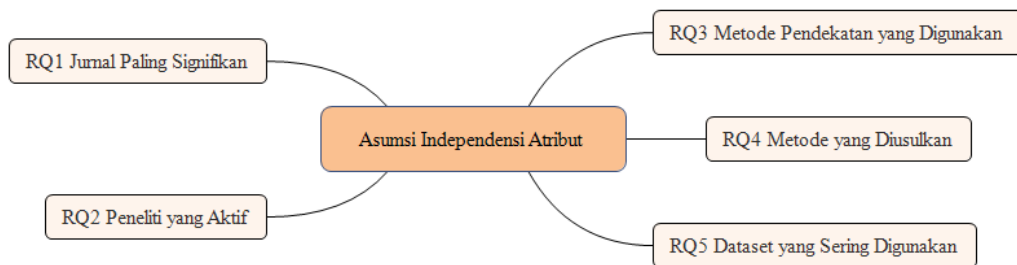 RQ1 Jurnal Paling Signifikan
RQ2 Peneliti yang Aktif
Asumsi Independensi Atribut
RQ3 Metode Pendekatan yang Digunakan
RQ4 Metode yang Diusulkan
RQ5 Dataset yang Sering Digunakan